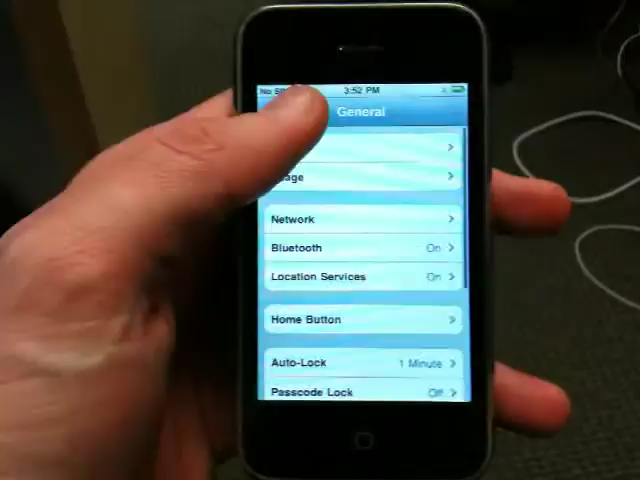 No S 3:52 PM
General
age
Network
Bluetooth On
Location Services On
Home Button
Auto-Lock 1 Minute
Passcode Lock Off